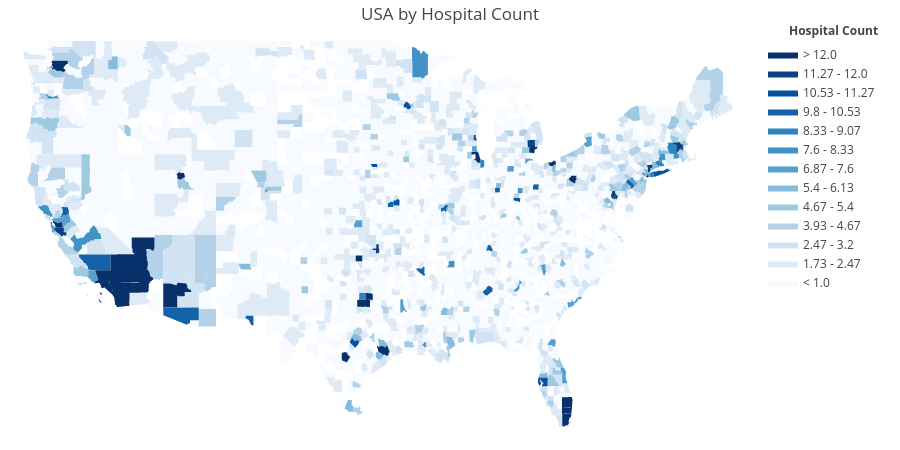 USA by Hospital Count
Hospital Count
> 12.0
11.27 - 12.0
10.53 - 11.27
9.8 - 10.53
8.33 - 9.07
7.6 - 8.33
6.87 - 7.6
5.4 - 6.13
4.67 - 5.4
3.93 - 4.67
2.47 - 3.2
1.73 - 2.47
< 1.0